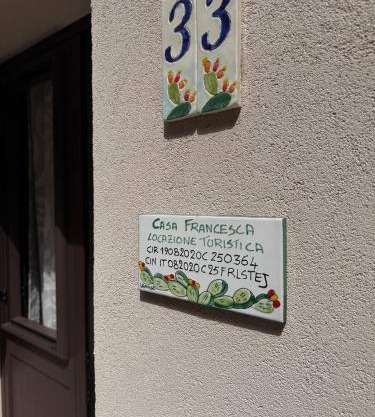 33
CASA FRANCESCA
LOCAZIONE TURISTICA
CIR 19082020C250364
CIN IT082020C25FRLSTEJ